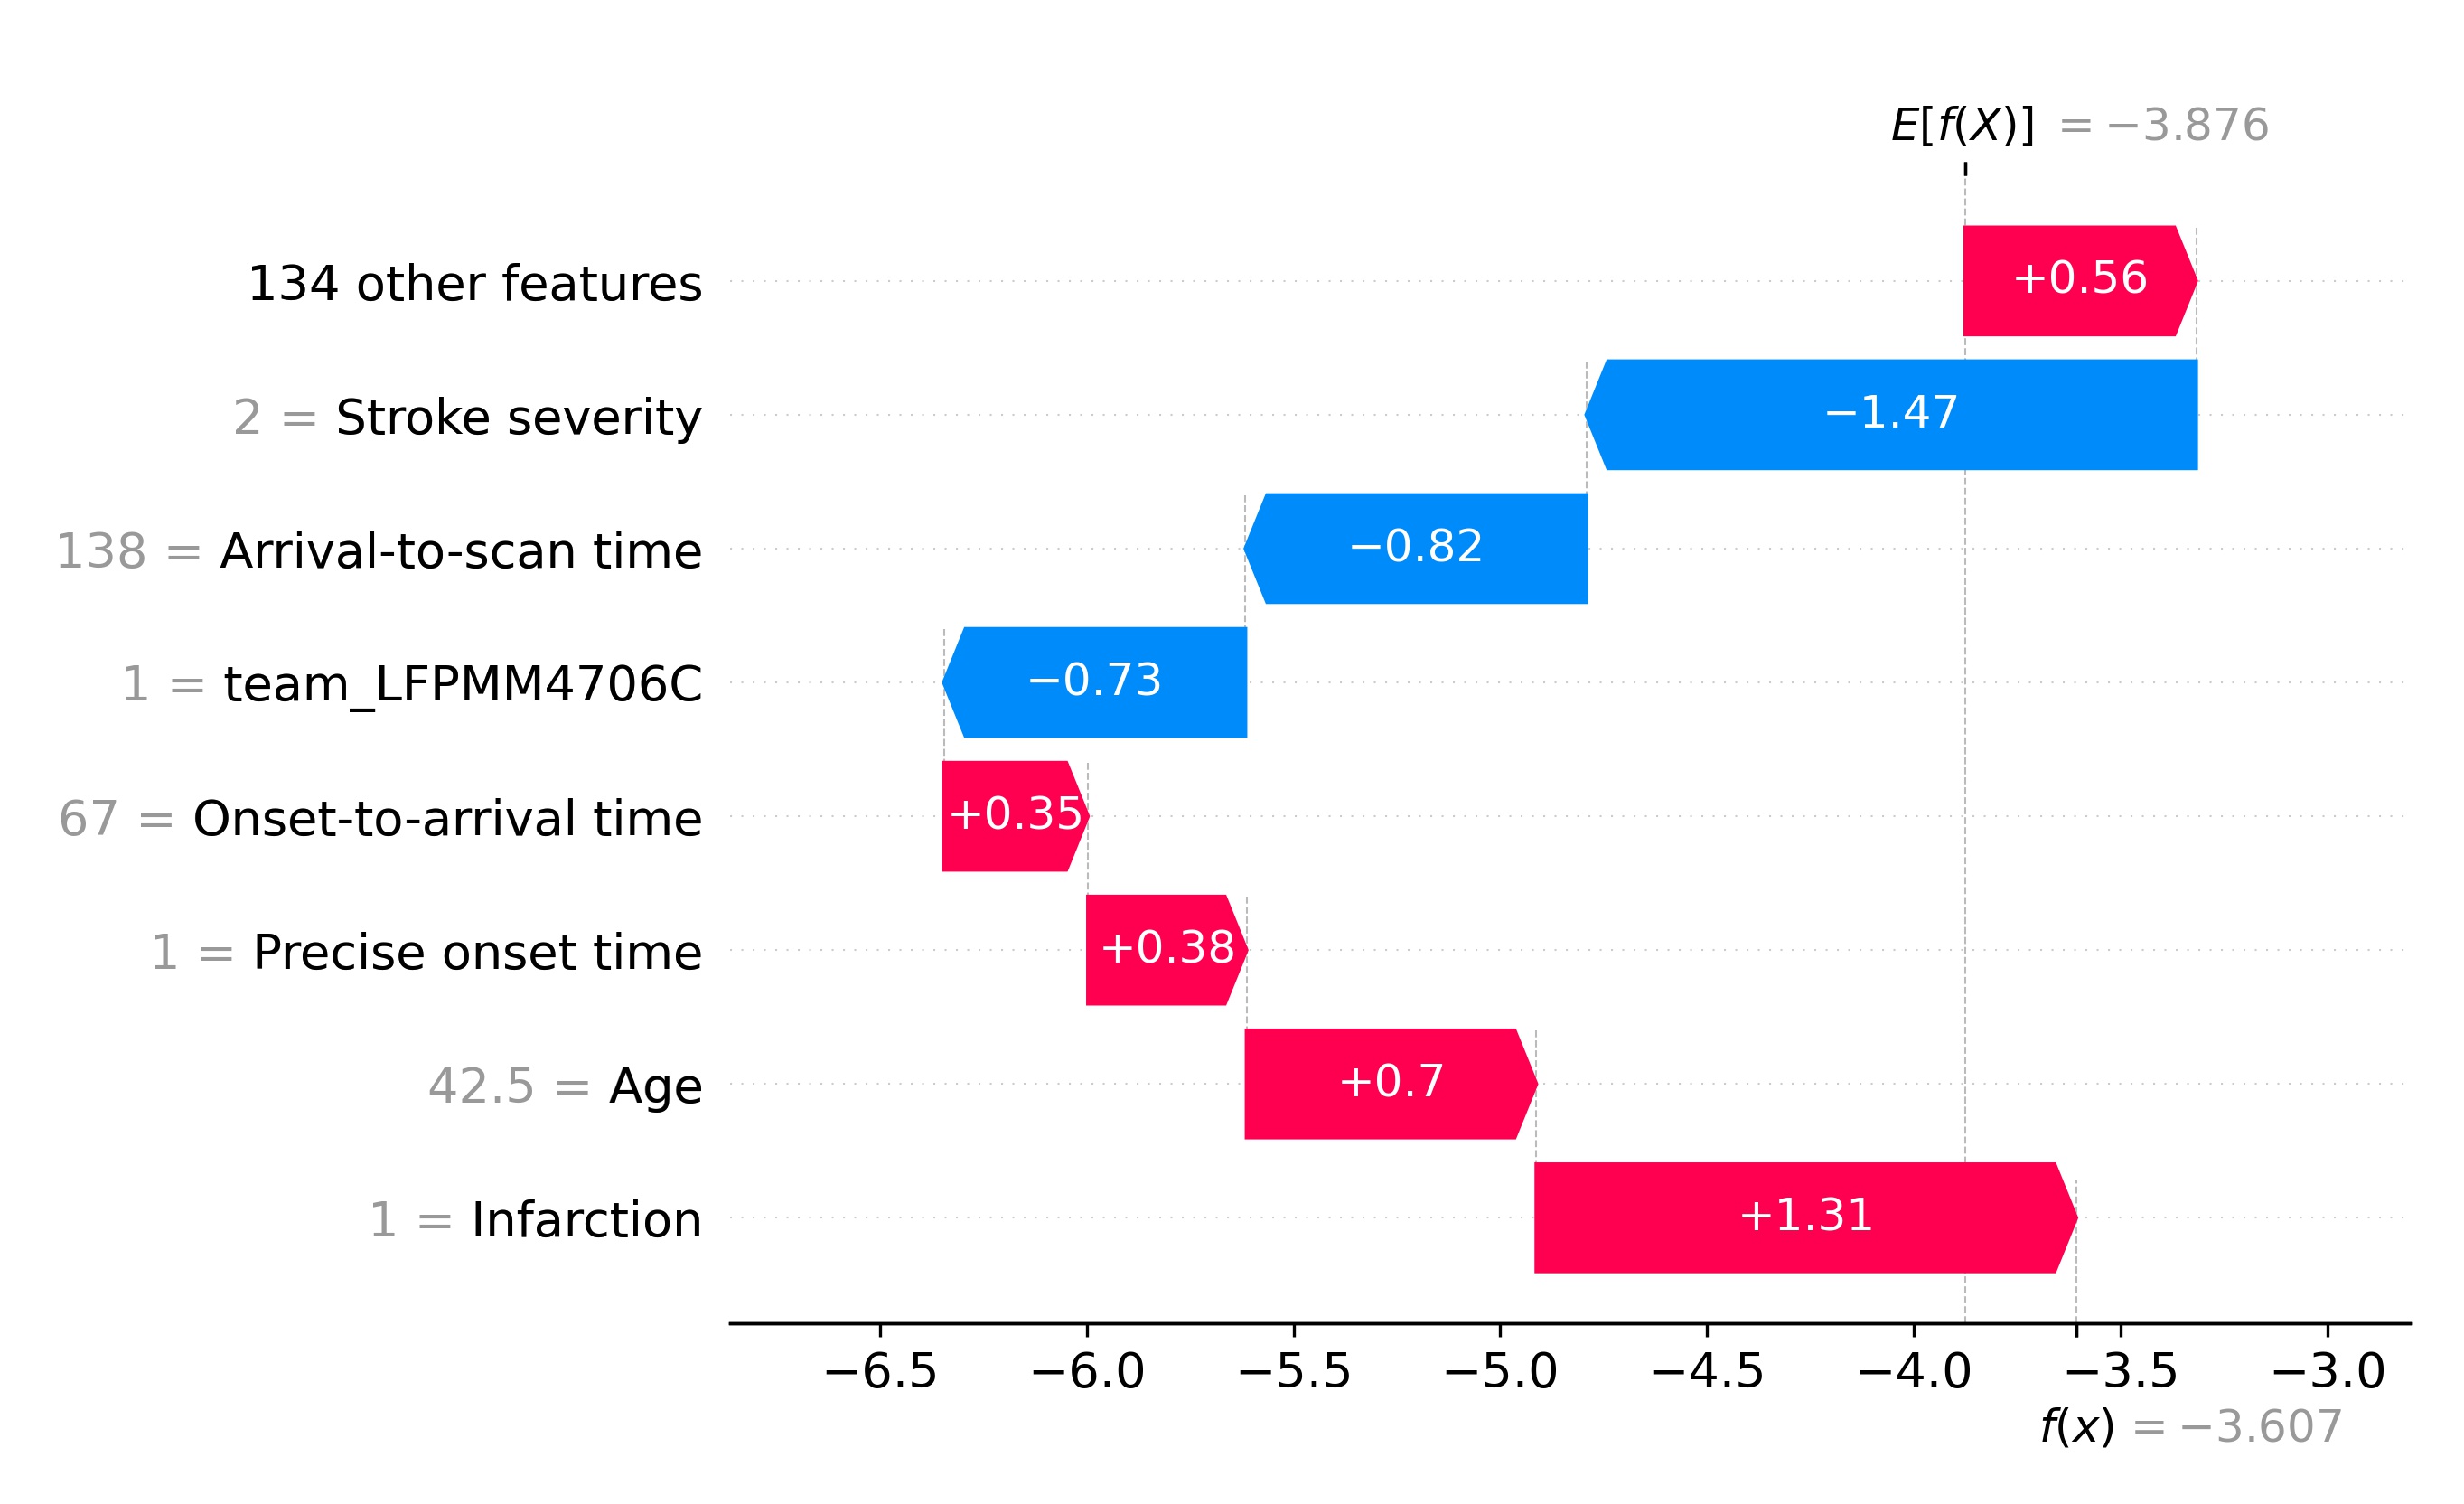 E[f(X)] = −3.876
134 other features
+0.56
2 = Stroke severity
−1.47
138 = Arrival-to-scan time
−0.82
1 = team_LFPMM4706C
−0.73
67 = Onset-to-arrival time
+0.35
1 = Precise onset time
+0.38
42.5 = Age
+0.7
1 = Infarction
+1.31
−6.5 −6.0 −5.5 −5.0 −4.5 −4.0 −3.5 −3.0
f(x) = −3.607